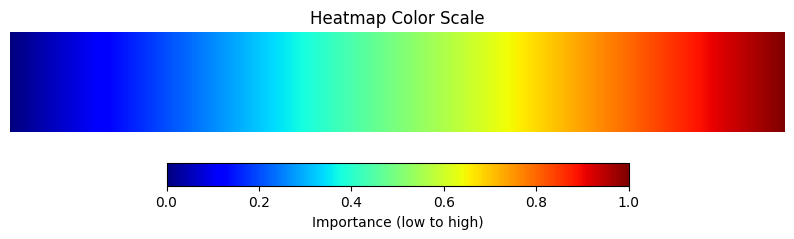 Heatmap Color Scale
0.0 0.2 0.4 0.6 0.8 1.0
Importance (low to high)